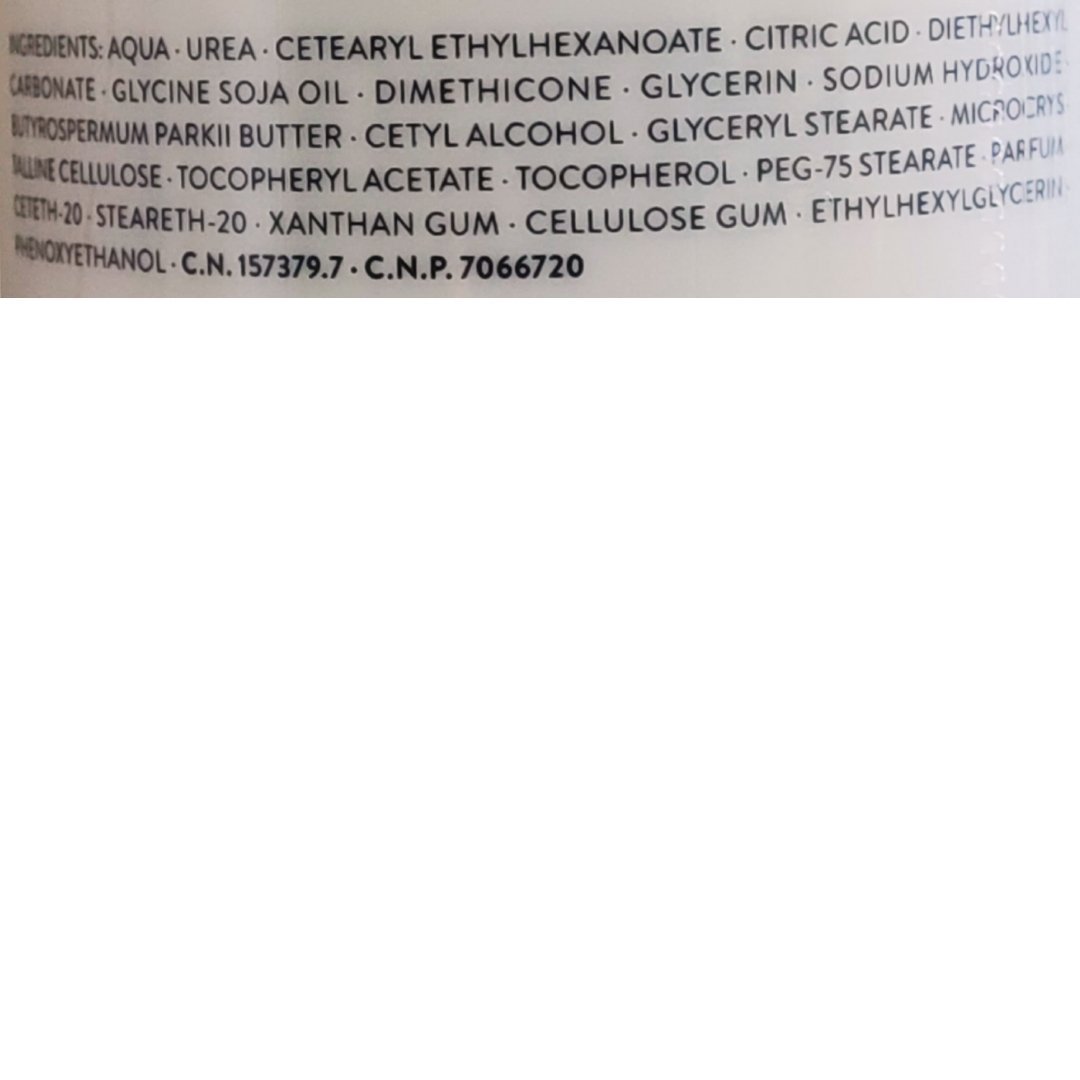 INGREDIENTS: AQUA · UREA · CETEARYL ETHYLHEXANOATE · CITRIC ACID · DIETHYLHEXYL
CARBONATE · GLYCINE SOJA OIL · DIMETHICONE · GLYCERIN · SODIUM HYDROXIDE ·
BUTYROSPERMUM PARKII BUTTER · CETYL ALCOHOL · GLYCERYL STEARATE · MICROCRYS
TALLINE CELLULOSE · TOCOPHERYL ACETATE · TOCOPHEROL · PEG-75 STEARATE · PARFUM
CETETH-20 · STEARETH-20 · XANTHAN GUM · CELLULOSE GUM · ETHYLHEXYLGLYCERIN ·
PHENOXYETHANOL · C.N. 157379.7 · C.N.P. 7066720